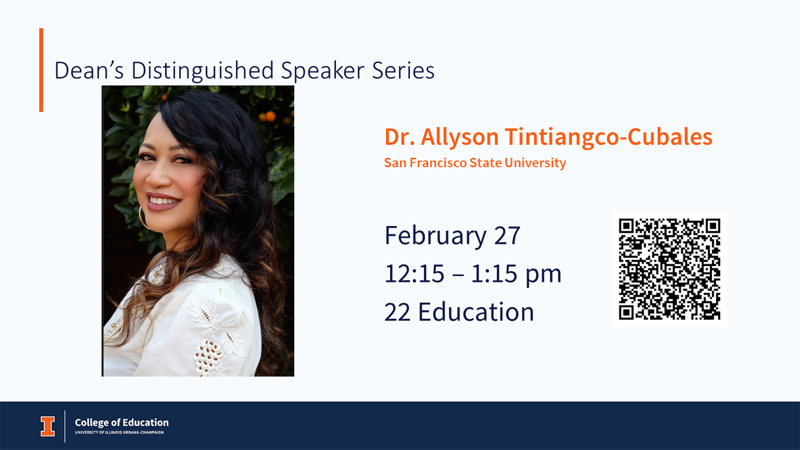 Dean’s Distinguished Speaker Series
Dr. Allyson Tintiangco-Cubales
San Francisco State University
February 27
12:15 – 1:15 pm
22 Education
I
College of Education
UNIVERSITY OF ILLINOIS URBANA-CHAMPAIGN